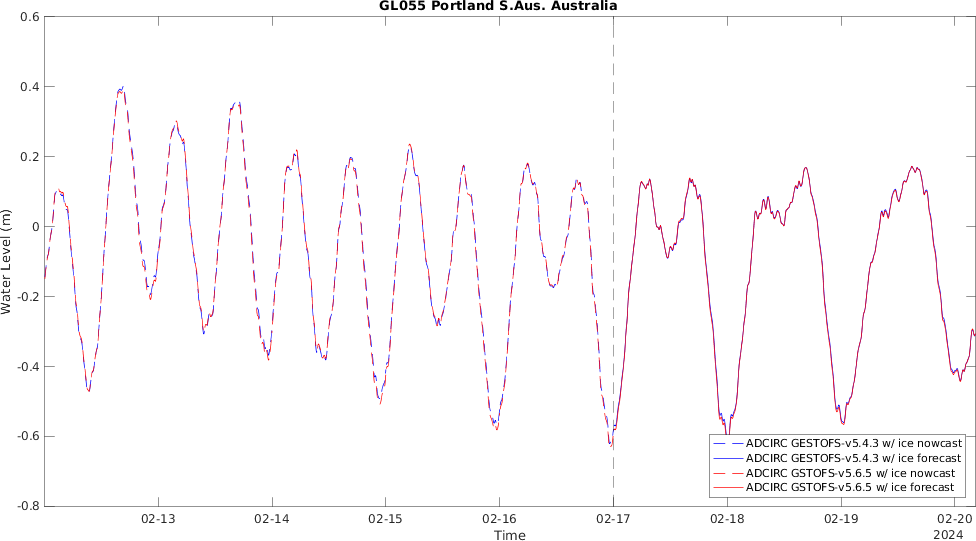 GL055 Portland S.Aus. Australia
0.6
0.4
0.2
0
-0.2
-0.4
-0.6
-0.8
Water Level (m)
ADCIRC GESTOFS-v5.4.3 w/ ice nowcast
ADCIRC GESTOFS-v5.4.3 w/ ice forecast
ADCIRC GSTOFS-v5.6.5 w/ ice nowcast
ADCIRC GSTOFS-v5.6.5 w/ ice forecast
02-13 02-14 02-15 02-16 02-17 02-18 02-19 02-20
Time 2024